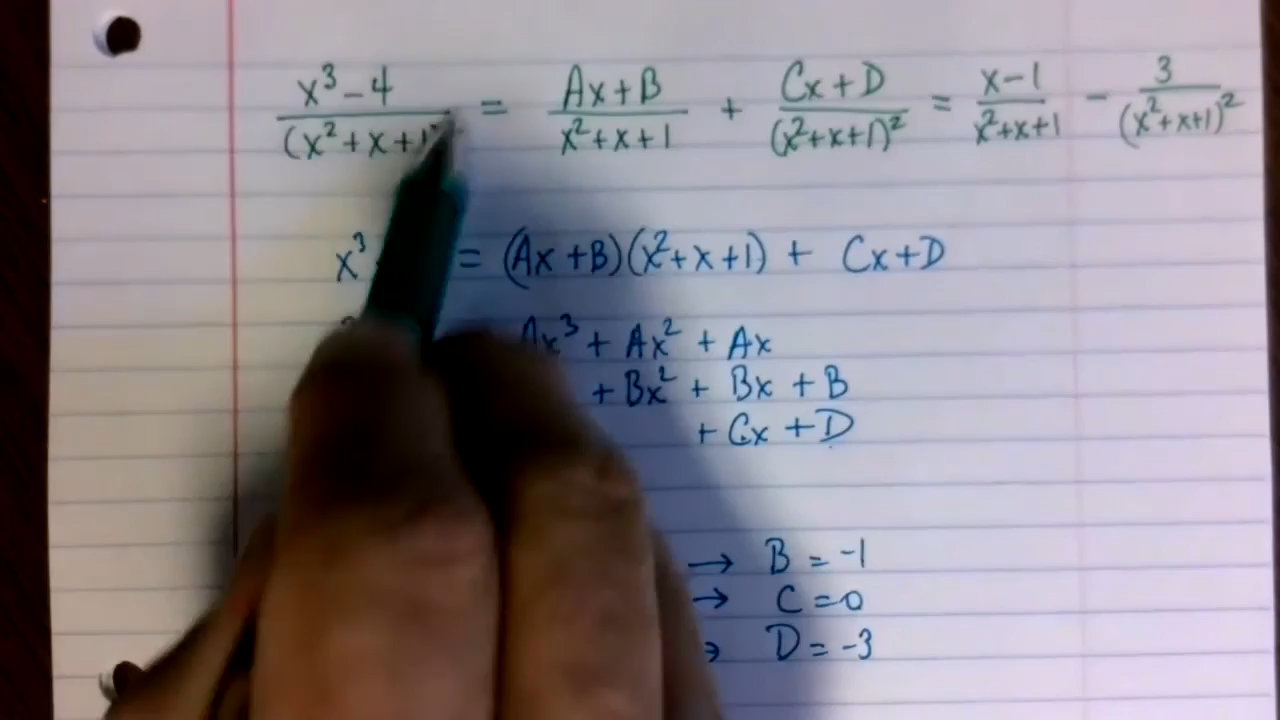 x³ - 4 / (x² + x + 1) = Ax + B / x² + x + 1 + Cx + D / (x² + x + 1)² = x - 1 / x² + x + 1 - 3 / (x² + x + 1)²
x³ = (Ax + B)(x² + x + 1) + Cx + D
Ax³ + Ax² + Ax
+ Bx² + Bx + B
+ Cx + D
→ B = -1
→ C = 0
→ D = -3